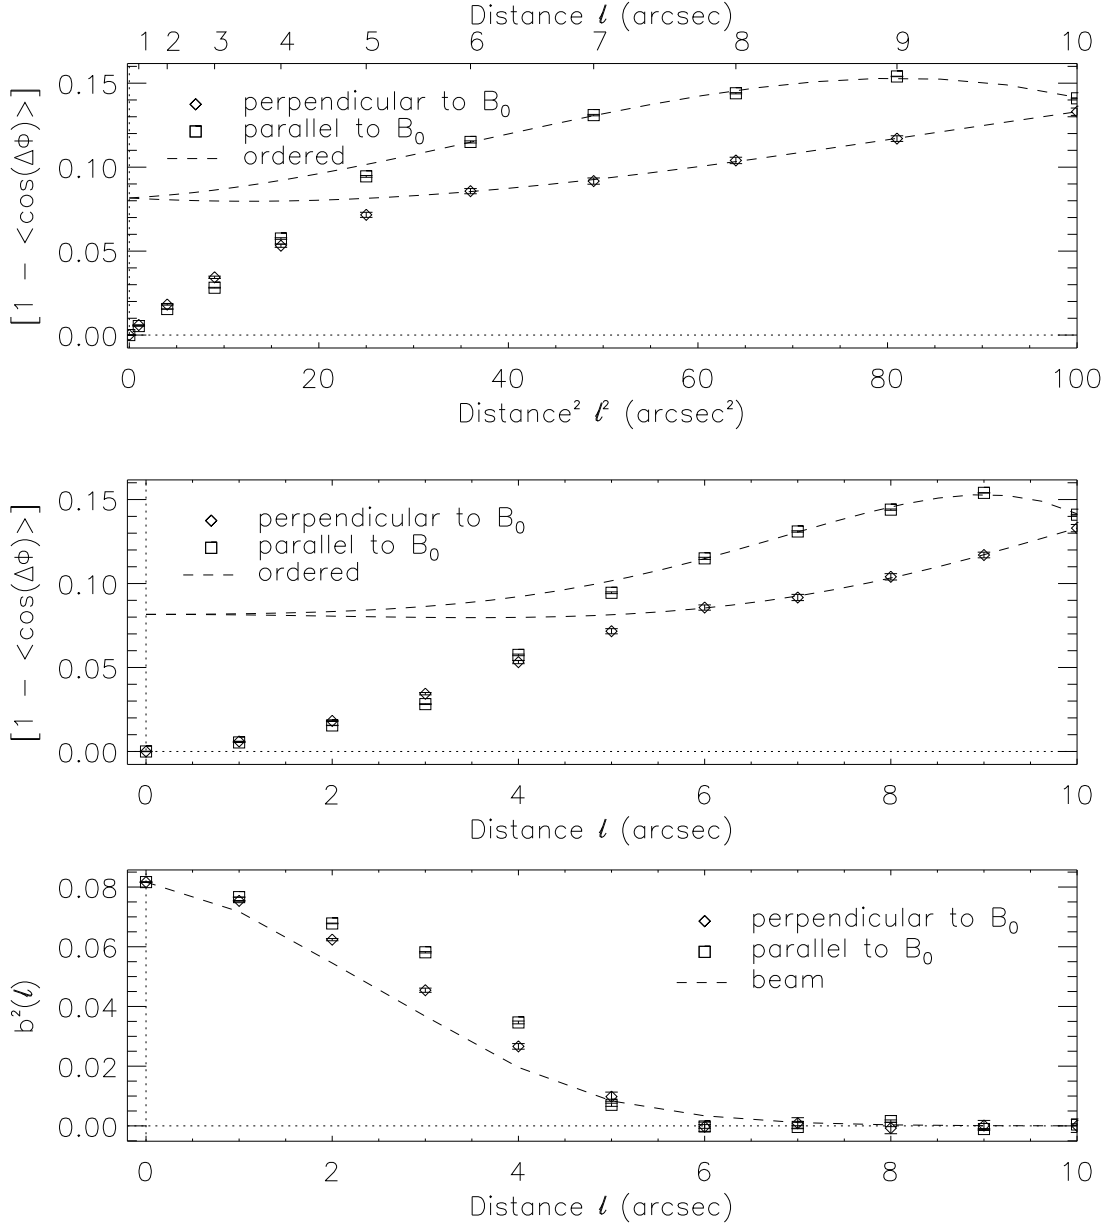 Distance ℓ (arcsec)
1 2 3 4 5 6 7 8 9 10
0.15
0.10
0.05
0.00
[1 − <cos(ΔΦ)>]
perpendicular to B₀
parallel to B₀
ordered
0 20 40 60 80 100
Distance² ℓ² (arcsec²)
0.15
0.10
0.05
0.00
[1 − <cos(ΔΦ)>]
perpendicular to B₀
parallel to B₀
ordered
0 2 4 6 8 10
Distance ℓ (arcsec)
0.08
0.06
0.04
0.02
0.00
b²(ℓ)
perpendicular to B₀
parallel to B₀
beam
0 2 4 6 8 10
Distance ℓ (arcsec)